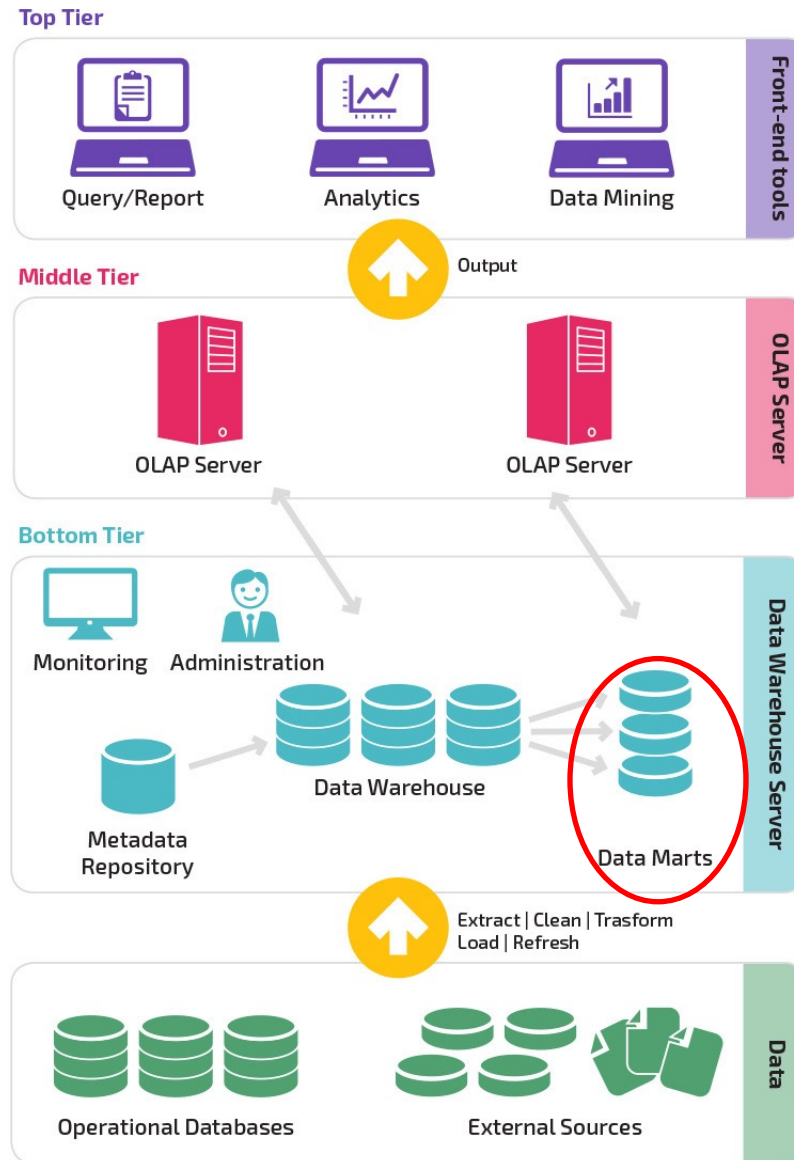 Top Tier
Query/Report
Analytics
Data Mining
Front-end tools
Output
Middle Tier
OLAP Server
OLAP Server
OLAP Server
Bottom Tier
Monitoring
Administration
Data Warehouse
Metadada
Repository
Data Marts
Data Warehouse Server
Extract | Clean | Trasform
Load | Refresh
Operational Databases
External Sources
Data